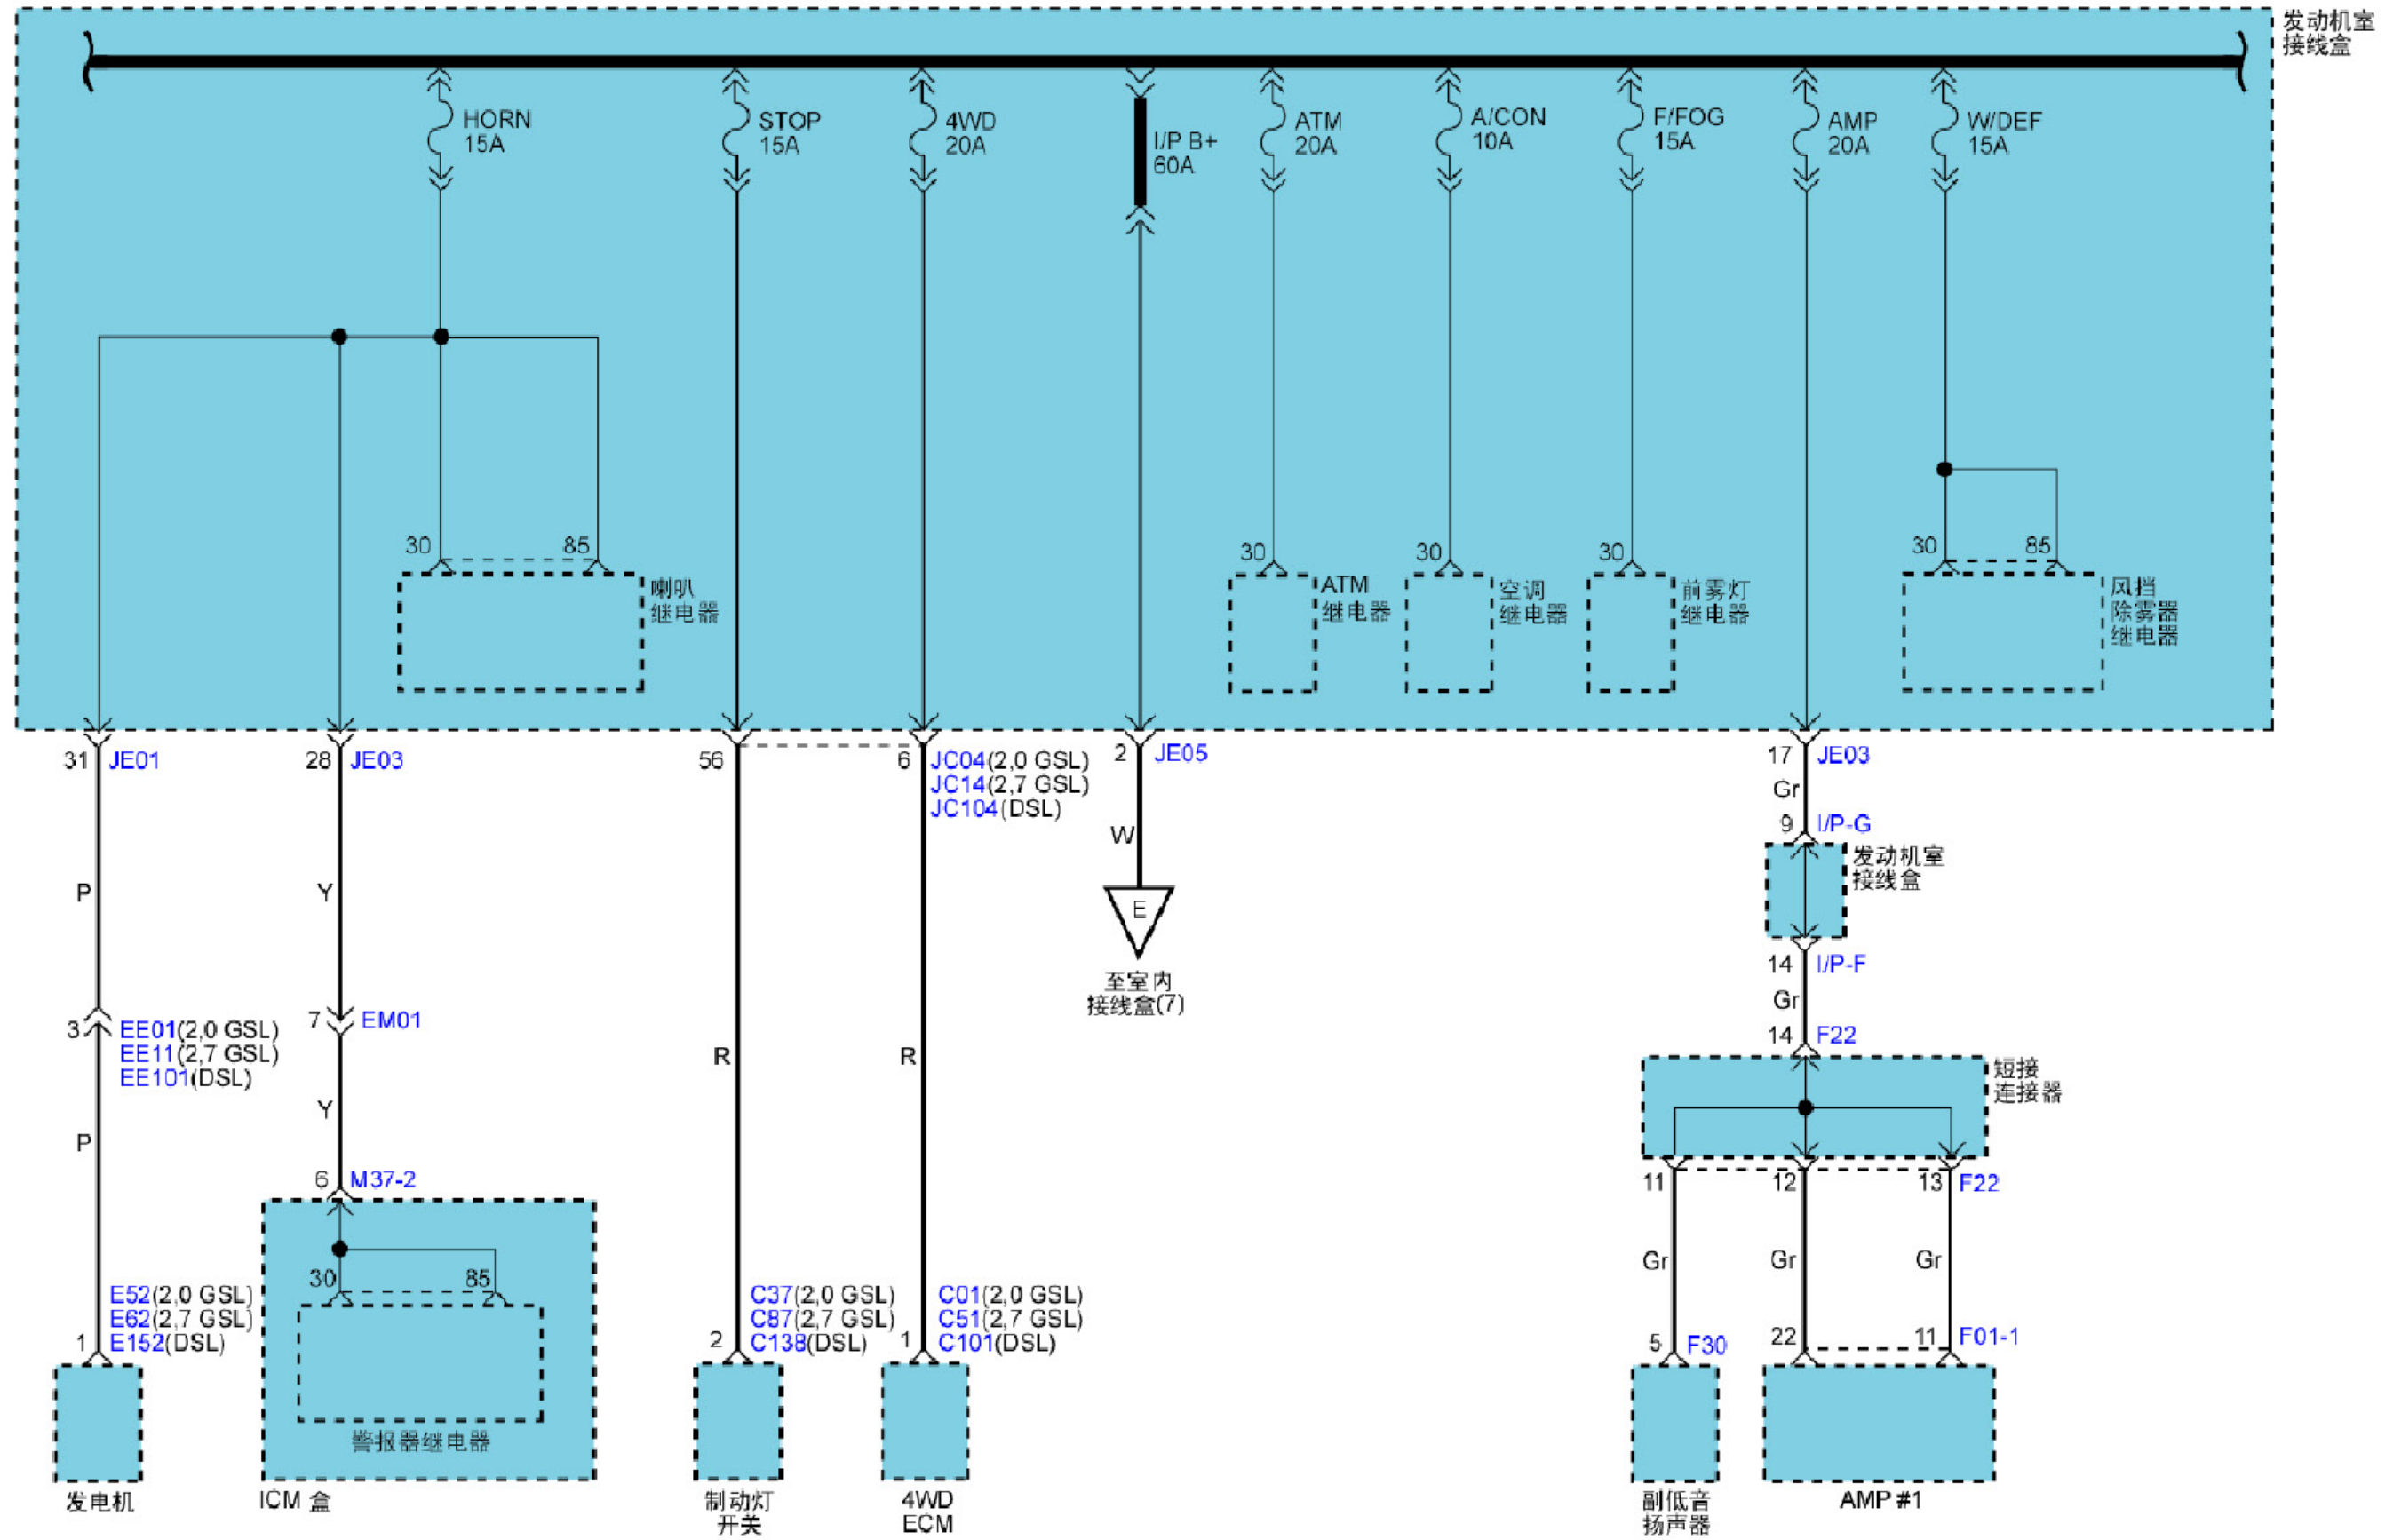 发动机室
接线盒
HORN
15A
STOP
15A
4WD
20A
I/P B+
60A
ATM
20A
A/CON
10A
F/FOG
15A
AMP
20A
W/DEF
15A
30
85
喇叭
继电器
30
ATM
继电器
30
空调
继电器
30
前雾灯
继电器
30
85
风挡
除雾器
继电器
31
JE01
28
JE03
56
6
JC04(2,0 GSL)
JC14(2,7 GSL)
JC104(DSL)
2
JE05
17
JE03
Gr
9
I/P-G
发动机室
接线盒
P
Y
W
E
至室内
接线盒(7)
14
I/P-F
Gr
14
F22
短接
连接器
3
EE01(2,0 GSL)
EE11(2,7 GSL)
EE101(DSL)
7
EM01
R
R
Y
P
6
M37-2
11
12
13
F22
30
85
Gr
Gr
Gr
E52(2,0 GSL)
E62(2,7 GSL)
1
E152(DSL)
C37(2,0 GSL)
C87(2,7 GSL)
2
C138(DSL)
C01(2,0 GSL)
C51(2,7 GSL)
1
C101(DSL)
5
F30
22
11
F01-1
警报器继电器
发电机
ICM 盒
制动灯
开关
4WD
ECM
副低音
扬声器
AMP #1